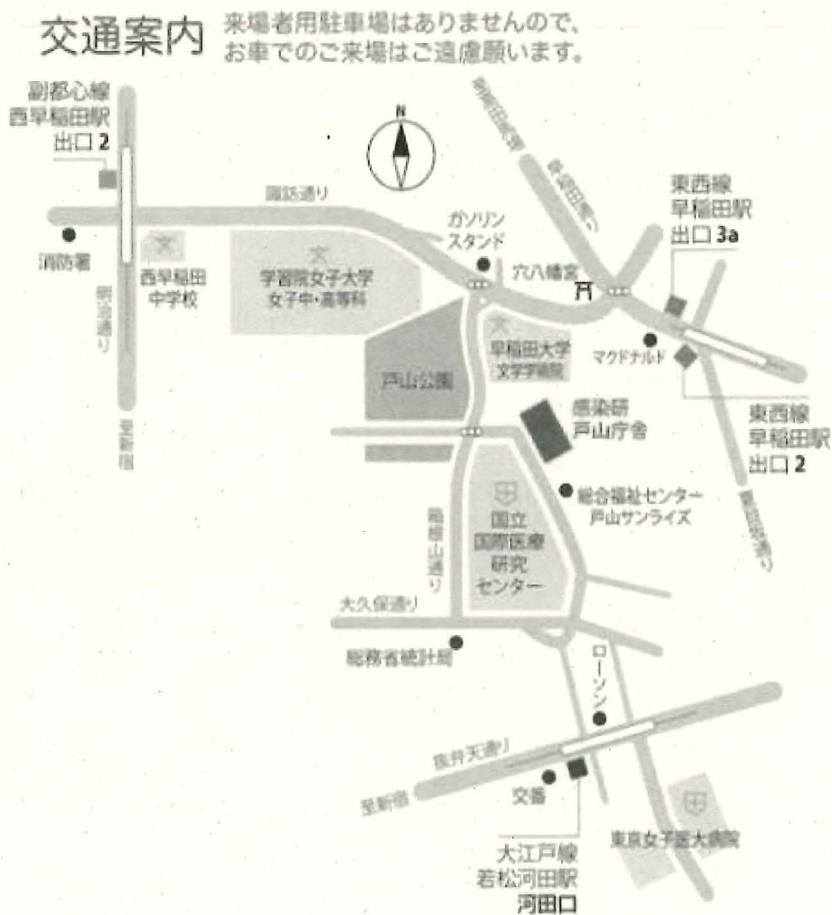 交通案内
来場者用駐車場はありませんので、
お車でのご来場はご遠慮願います。
副都心線
西早稲田駅
出口 2
N
諏訪通り
ガソリン
スタンド
東西線
早稲田駅
出口 3a
穴八幡宮
消防署
西早稲田
中学校
学習院女子大学
女子中・高等科
明治通り
早稲田大学
文学学術院
マクドナルド
戸山公園
感染研
戸山庁舎
東西線
早稲田駅
出口 2
至新宿
総合福祉センター
戸山サンライズ
国立
国際医療
研究
センター
箱根山通り
大久保通り
総務省統計局
ローソン
抜弁天通り
至新宿
交番
東京女子医大病院
大江戸線
若松河田駅
河田口